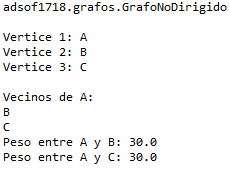 adsof1718.grafos.GrafoNoDirigido
Vertice 1: A
Vertice 2: B
Vertice 3: C
Vecinos de A:
B
C
Peso entre A y B: 30.0
Peso entre A y C: 30.0